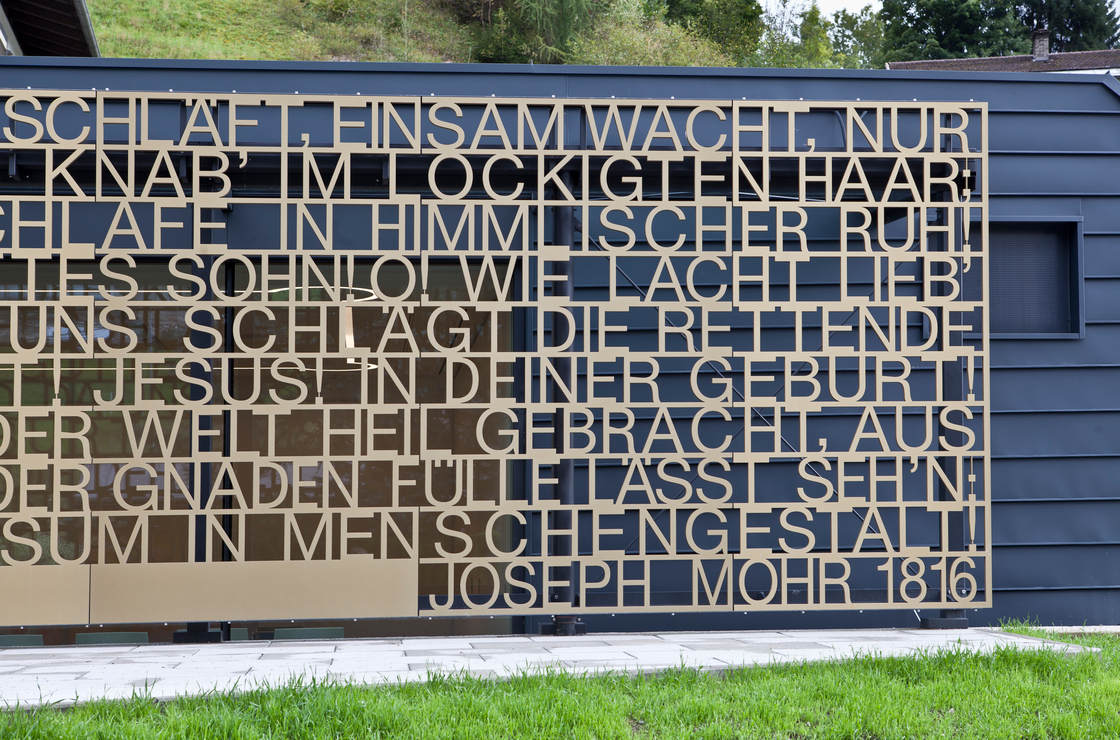 SCHLÄFT, EINSAM WACHT, NUR
KNAB' IM LOCKIGTEN HAAR;
CHLAFE IN HIMMLISCHER RUH!
TES SOHN! O! WIE LACHT LIEB'
UNS SCHLÄGT DIE RETTENDE
T JESUS! IN DEINER GEBURT!
DER WELT HEIL GEBRACHT, AUS
DER GNADEN FÜLLE LÄSST SEH'N:
SUM IN MENSCHENGESTALT!
JOSEPH MOHR 1816